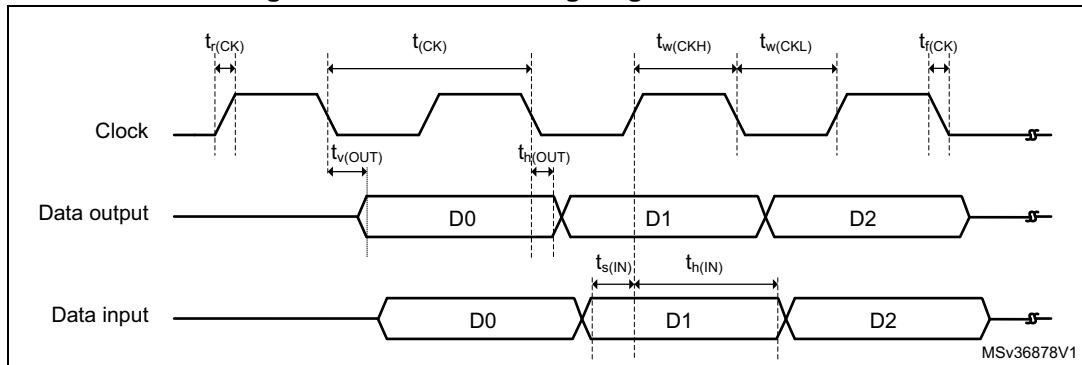 tr(CK) t(CK) tw(CKH) tw(CKL) tf(CK)
Clock
tv(OUT) th(OUT)
Data output D0 D1 D2
ts(IN) th(IN)
Data input D0 D1 D2
MSv36878V1